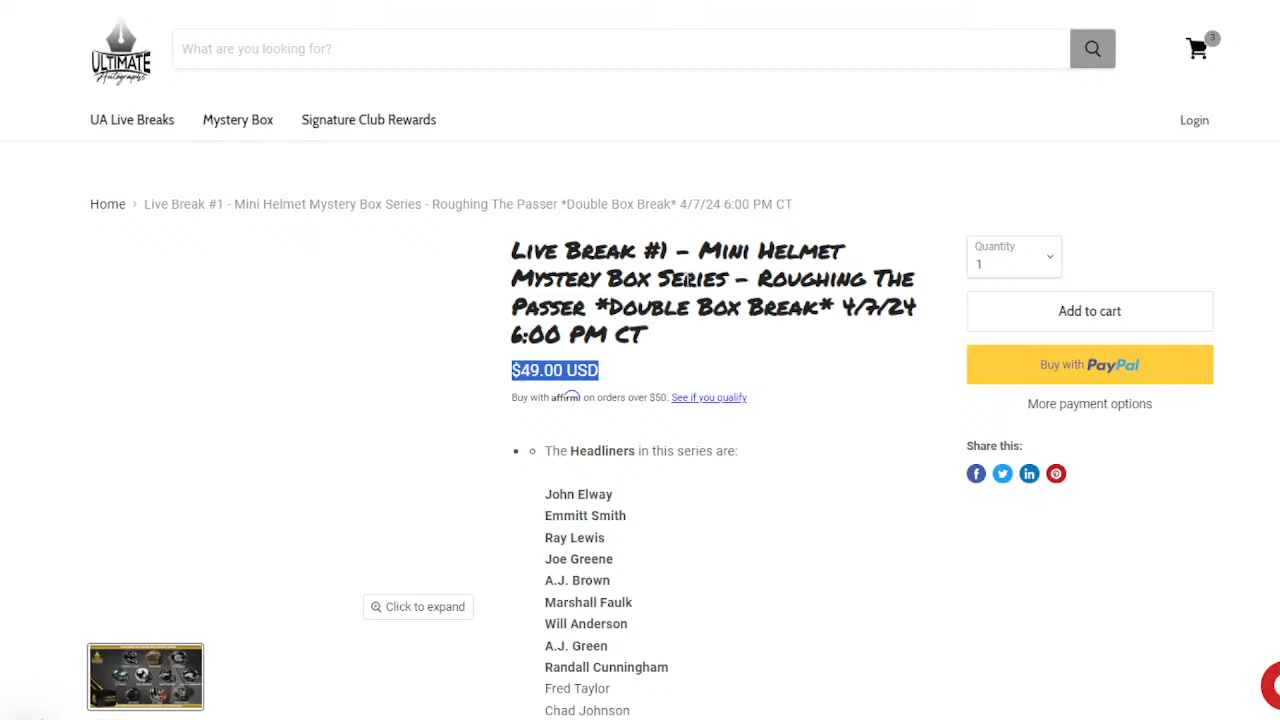 ULTIMATE
Autographs
What are you looking for?
3
UA Live Breaks
Mystery Box
Signature Club Rewards
Login
Home › Live Break #1 - Mini Helmet Mystery Box Series - Roughing The Passer *Double Box Break* 4/7/24 6:00 PM CT
Live Break #1 - Mini Helmet
Mystery Box Series - Roughing The
Passer *Double Box Break* 4/7/24
6:00 PM CT
$49.00 USD
Buy with affirm on orders over $50. See if you qualify
The Headliners in this series are:
John Elway
Emmitt Smith
Ray Lewis
Joe Greene
A.J. Brown
Marshall Faulk
Will Anderson
A.J. Green
Randall Cunningham
Fred Taylor
Chad Johnson
Click to expand
Quantity
1
Add to cart
Buy with PayPal
More payment options
Share this: